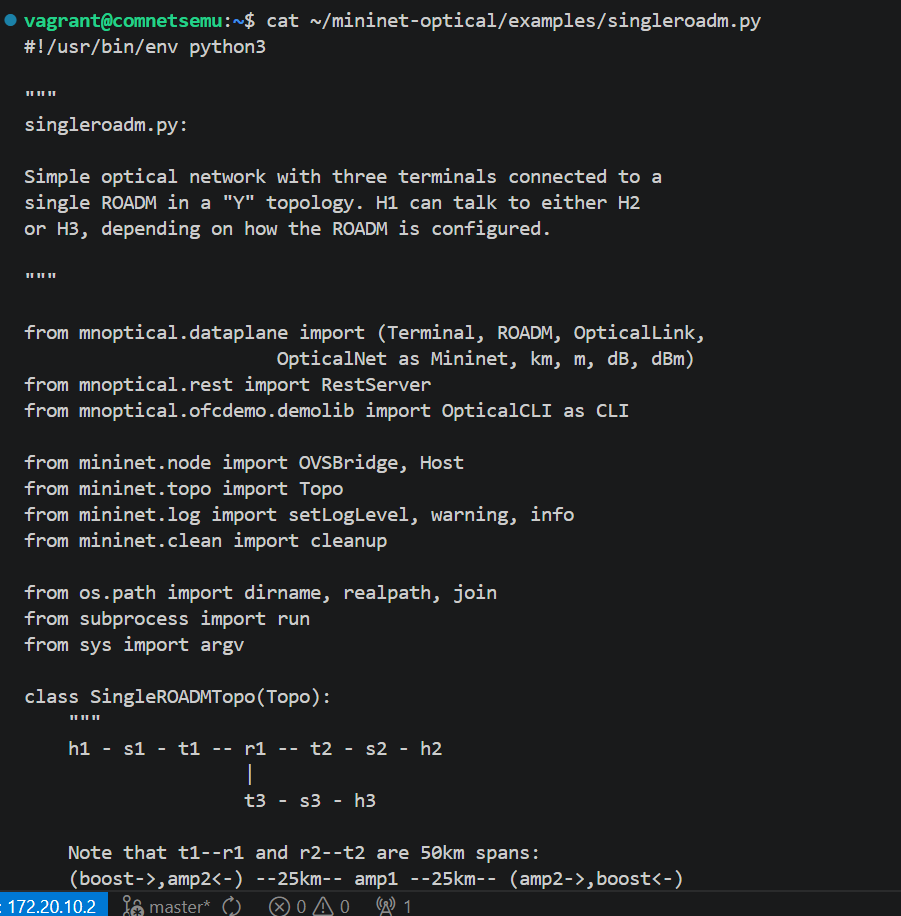 vagrant@comnetsemu:~$ cat ~/mininet-optical/examples/singleroadm.py
#!/usr/bin/env python3
"""
singleroadm.py:
Simple optical network with three terminals connected to a
single ROADM in a "Y" topology. H1 can talk to either H2
or H3, depending on how the ROADM is configured.
"""
from mnoptical.dataplane import (Terminal, ROADM, OpticalLink,
                       OpticalNet as Mininet, km, m, dB, dBm)
from mnoptical.rest import RestServer
from mnoptical.ofcdemo.demolib import OpticalCLI as CLI
from mininet.node import OVSBridge, Host
from mininet.topo import Topo
from mininet.log import setLogLevel, warning, info
from mininet.clean import cleanup
from os.path import dirname, realpath, join
from subprocess import run
from sys import argv
class SingleROADMTopo(Topo):
    """
    h1 - s1 - t1 -- r1 -- t2 - s2 - h2
                    |
                    t3 - s3 - h3
    Note that t1--r1 and r2--t2 are 50km spans:
    (boost->,amp2<-) --25km-- amp1 --25km-- (amp2->,boost<-)
: 172.20.10.2 master* 0 0 1